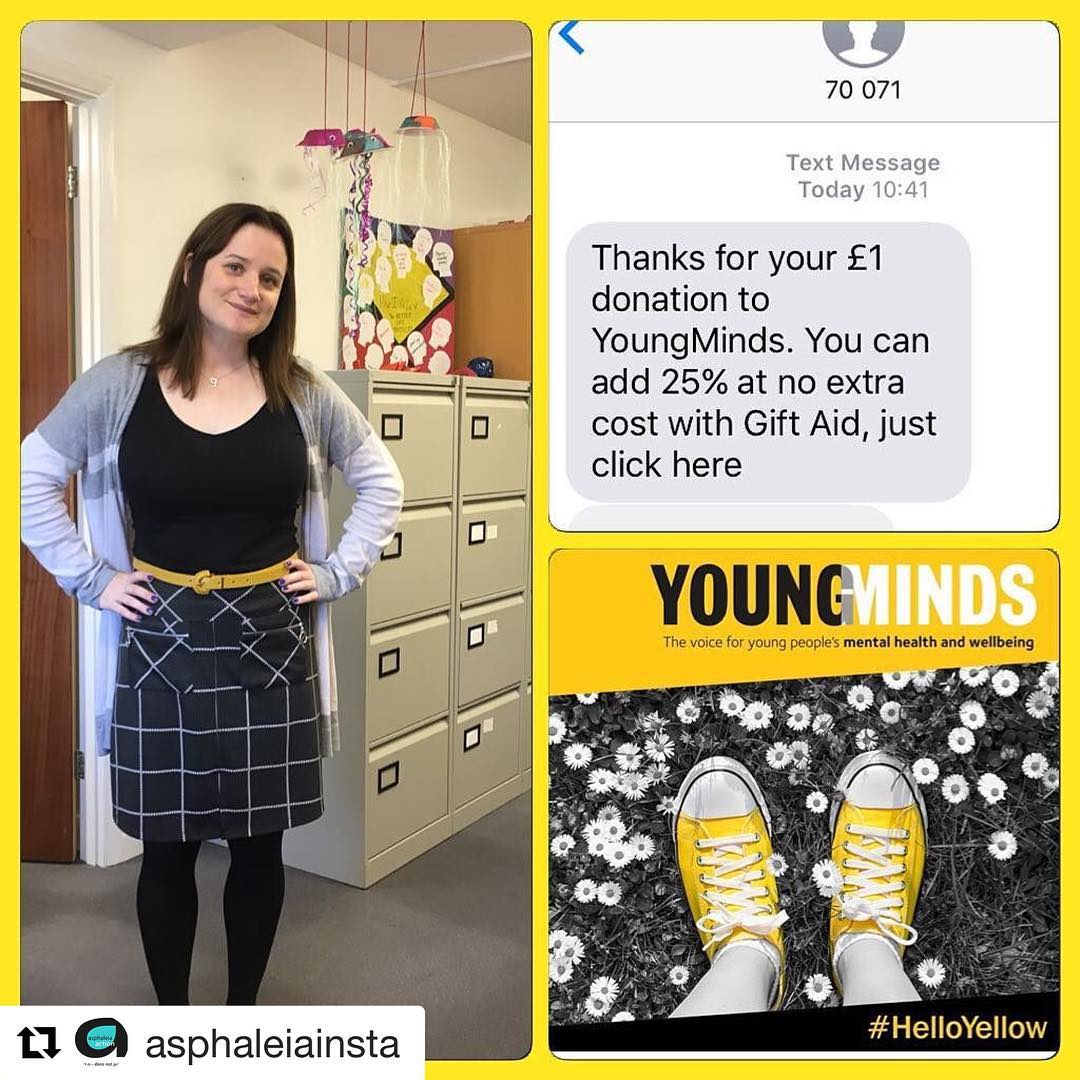 70 071
Text Message
Today 10:41
Thanks for your £1
donation to
YoungMinds. You can
add 25% at no extra
cost with Gift Aid, just
click here
YOUNGMINDS
The voice for young people's mental health and wellbeing
#HelloYellow
asphaleia
action
asphaleiainsta